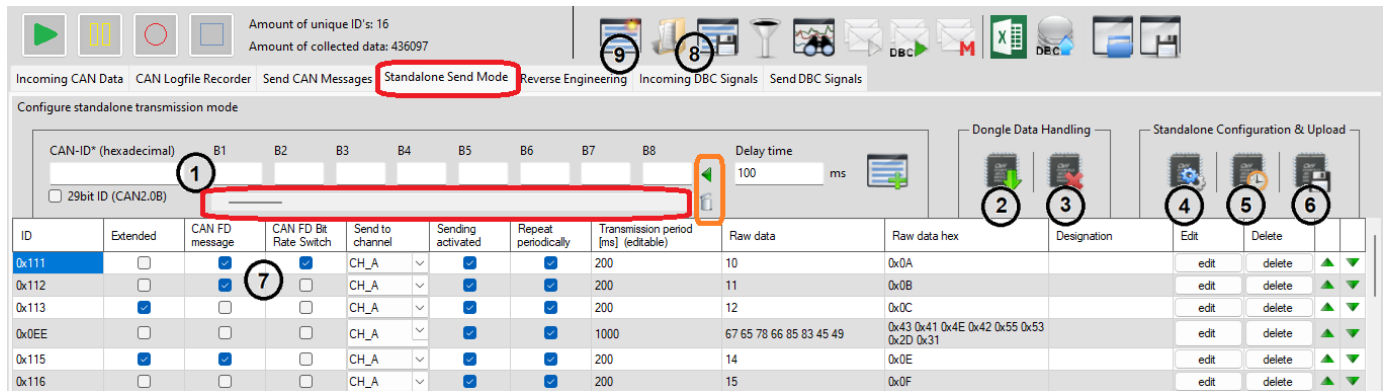 Amount of unique ID's: 16
Amount of collected data: 436097
9
8
DBC
M
X
DBC
Incoming CAN Data CAN Logfile Recorder Send CAN Messages Standalone Send Mode Reverse Engineering Incoming DBC Signals Send DBC Signals
Configure standalone transmission mode
Dongle Data Handling Standalone Configuration & Upload
CAN-ID* (hexadecimal) B1 B2 B3 B4 B5 B6 B7 B8 Delay time
1 100 ms
29bit ID (CAN2.0B)
2 3 4 5 6
ID Extended CAN FD message CAN FD Bit Rate Switch Send to channel Sending activated Repeat periodically Transmission period [ms] (editable) Raw data Raw data hex Designation Edit Delete
0x111 CH_A 200 10 0x0A edit delete
7
0x112 CH_A 200 11 0x0B edit delete
0x113 CH_A 200 12 0x0C edit delete
0x0EE CH_A 1000 67 65 78 66 85 83 45 49 0x43 0x41 0x4E 0x42 0x55 0x53 0x2D 0x31 edit delete
0x115 CH_A 200 14 0x0E edit delete
0x116 CH_A 200 15 0x0F edit delete